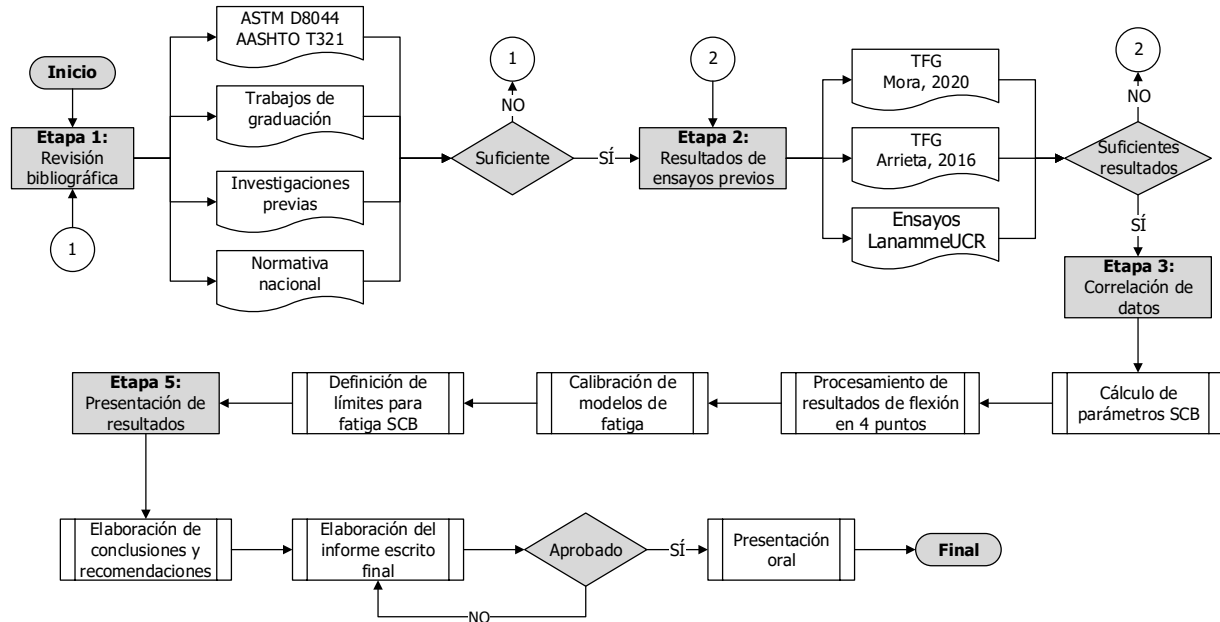 Inicio
Etapa 1:
Revisión
bibliográfica
1
ASTM D8044
AASHTO T321
Trabajos de
graduación
Investigaciones
previas
Normativa
nacional
1
NO
Suficiente
SÍ
2
Etapa 2:
Resultados de
ensayos previos
TFG
Mora, 2020
TFG
Arrieta, 2016
Ensayos
LanammeUCR
2
NO
Suficientes
resultados
SÍ
Etapa 3:
Correlación de
datos
Cálculo de
parámetros SCB
Procesamiento de
resultados de flexión
en 4 puntos
Calibración de
modelos de
fatiga
Definición de
límites para
fatiga SCB
Etapa 5:
Presentación de
resultados
Elaboración de
conclusiones y
recomendaciones
Elaboración del
informe escrito
final
Aprobado
NO
SÍ
Presentación
oral
Final